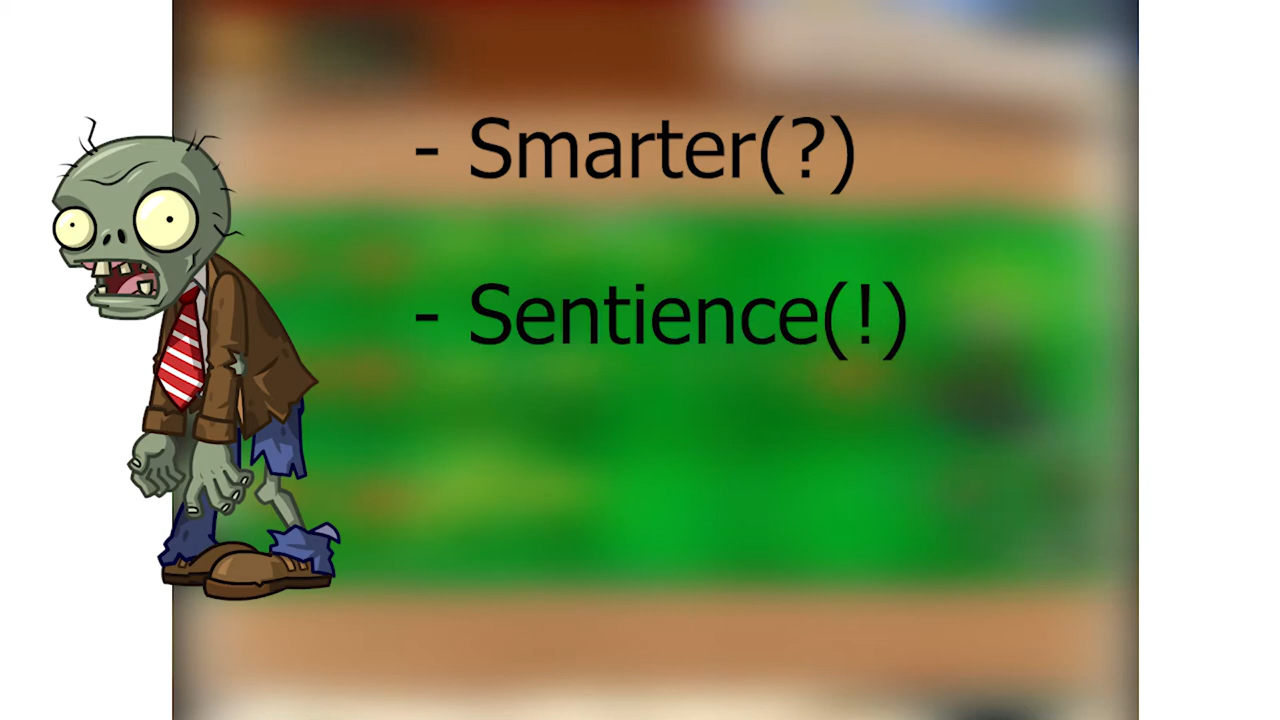 - Smarter(?)
- Sentience(!)